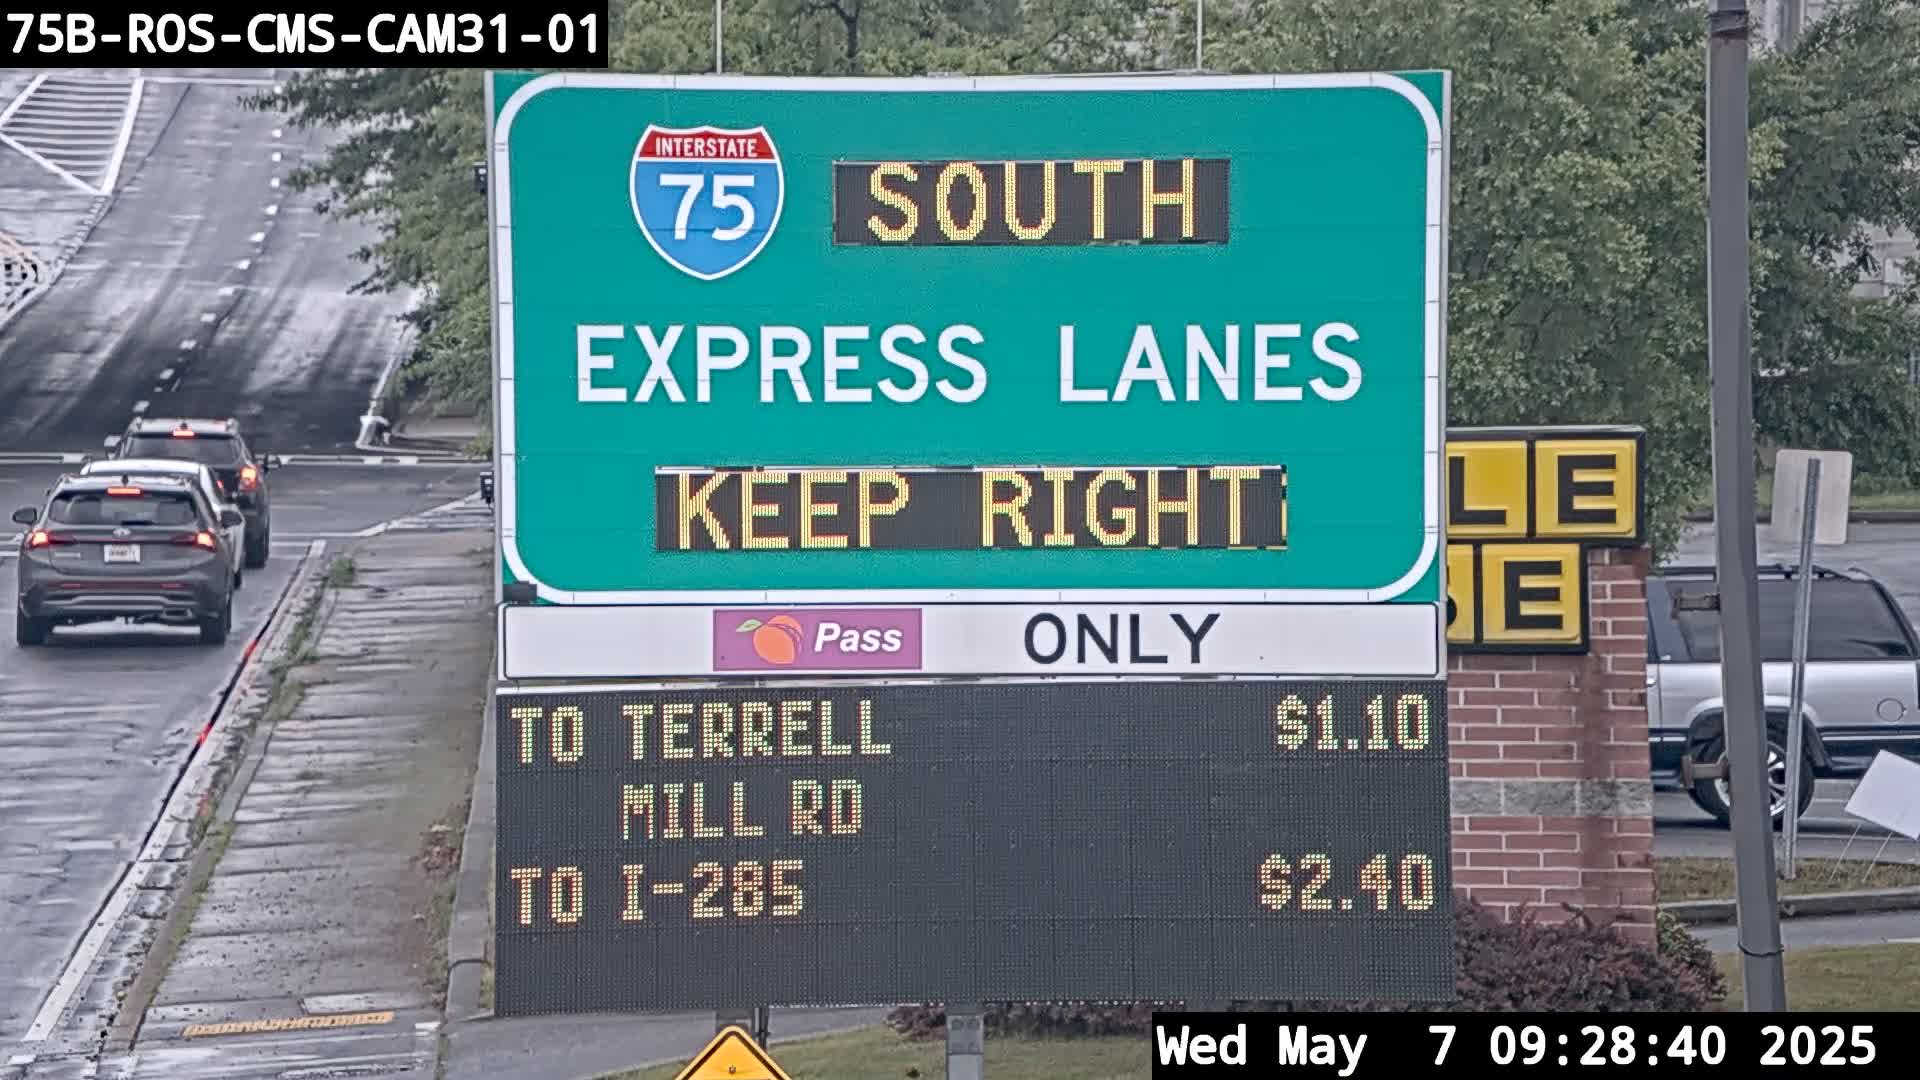 75B-ROS-CMS-CAM31-01
INTERSTATE
75
SOUTH
EXPRESS LANES
KEEP RIGHT
Pass ONLY
TO TERRELL $1.10
MILL RD
TO I-285 $2.40
LE
E
Wed May 7 09:28:40 2025